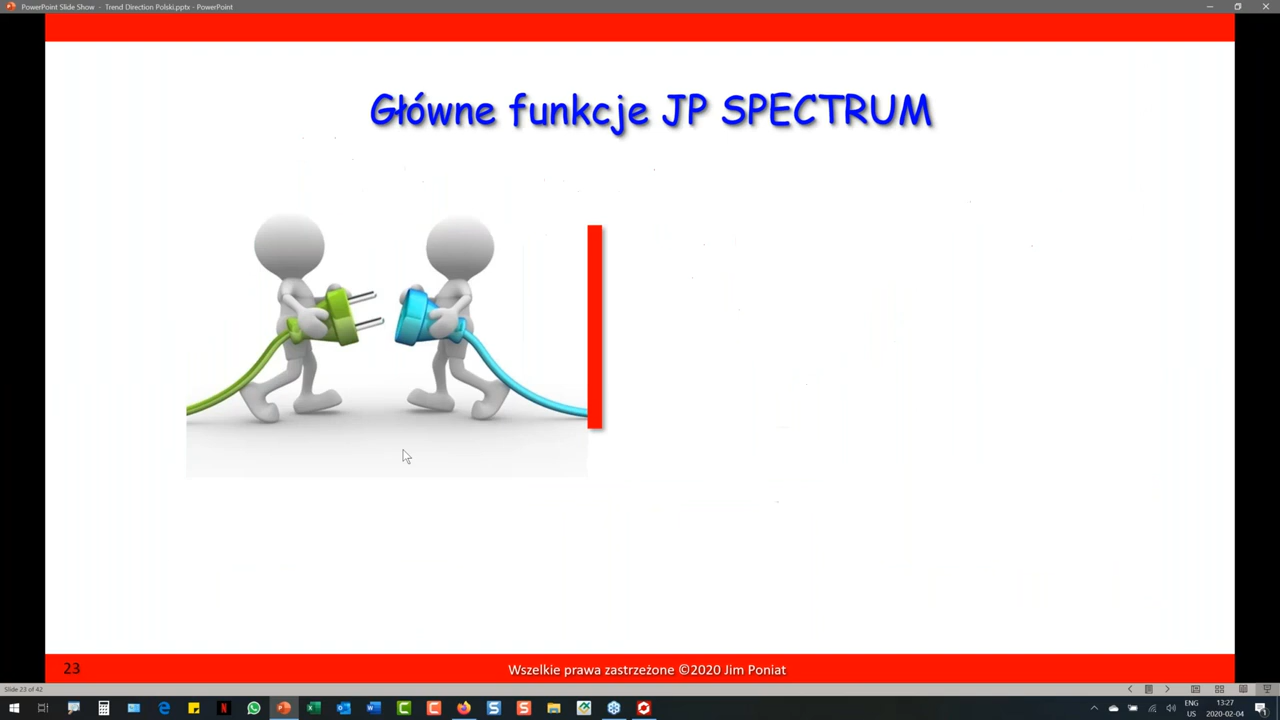 PowerPoint Slide Show - Trend Direction Polski.pptx - PowerPoint
Główne funkcje JP SPECTRUM
23
Wszelkie prawa zastrzeżone ©2020 Jim Poniat
Slide 23 of 42
ENG
US
13:27
2020-02-04